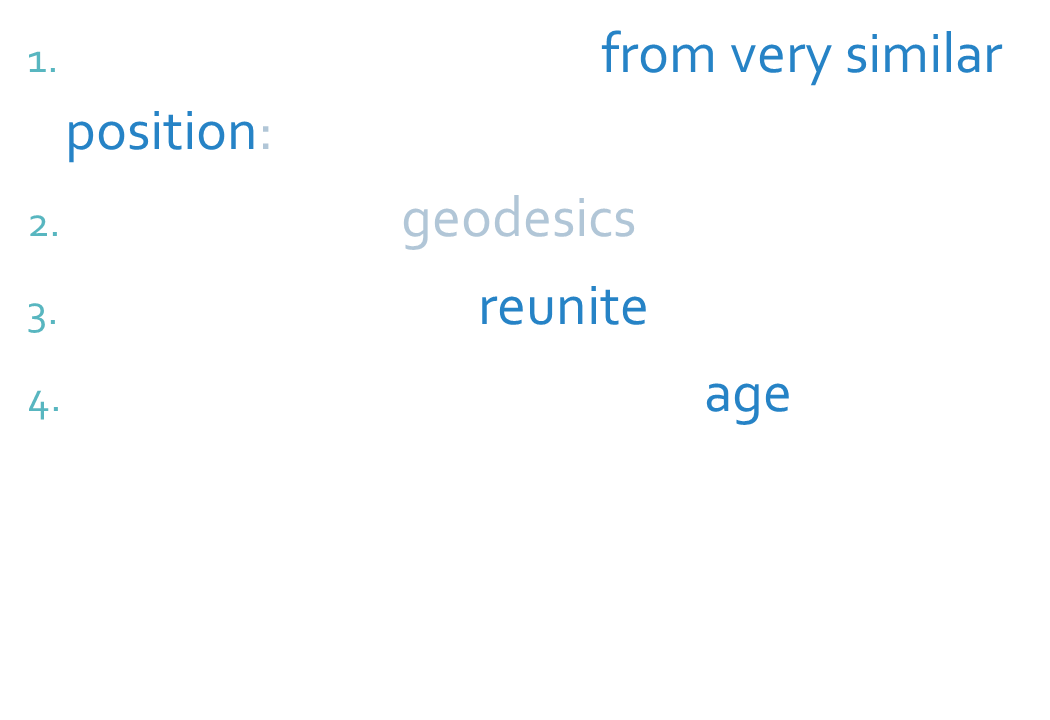 1. from very similar
position:
2. geodesics
3. reunite
4. age